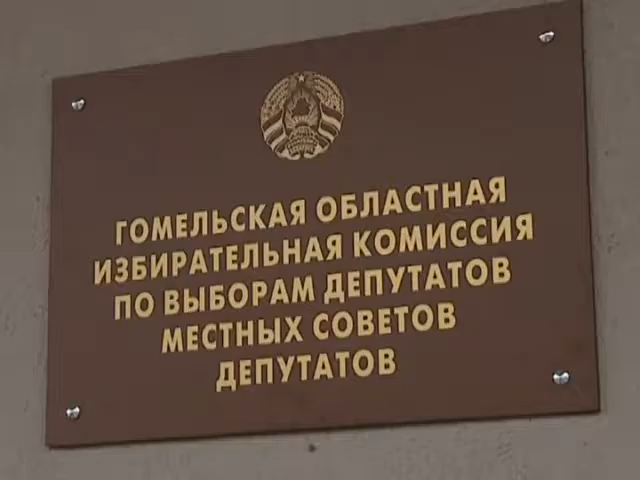 ГОМЕЛЬСКАЯ ОБЛАСТНАЯ
ИЗБИРАТЕЛЬНАЯ КОМИССИЯ
ПО ВЫБОРАМ ДЕПУТАТОВ
МЕСТНЫХ СОВЕТОВ
ДЕПУТАТОВ